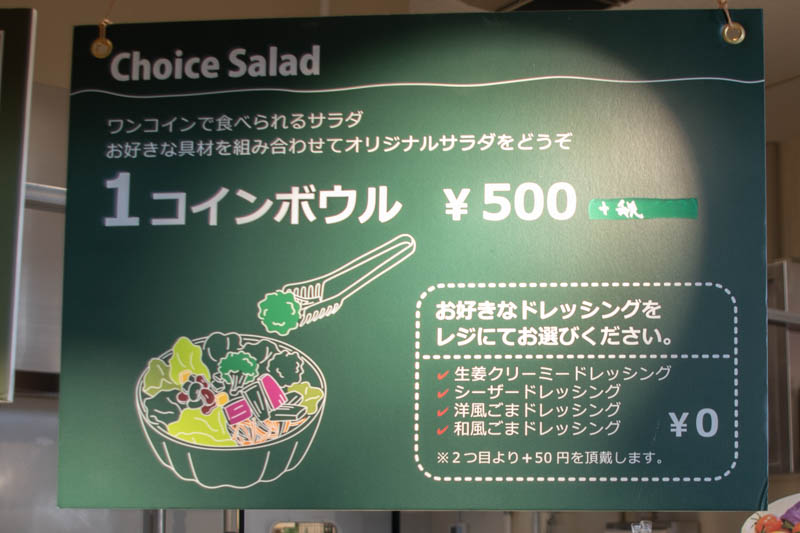 Choice Salad
ワンコインで食べられるサラダ
お好きな具材を組み合わせてオリジナルサラダをどうぞ
1コインボウル ¥500 +税
お好きなドレッシングを
レジにてお選びください。
✔ 生姜クリーミードレッシング
✔ シーザードレッシング
✔ 洋風ごまドレッシング
✔ 和風ごまドレッシング ¥0
※2つ目より+50円を頂戴します。